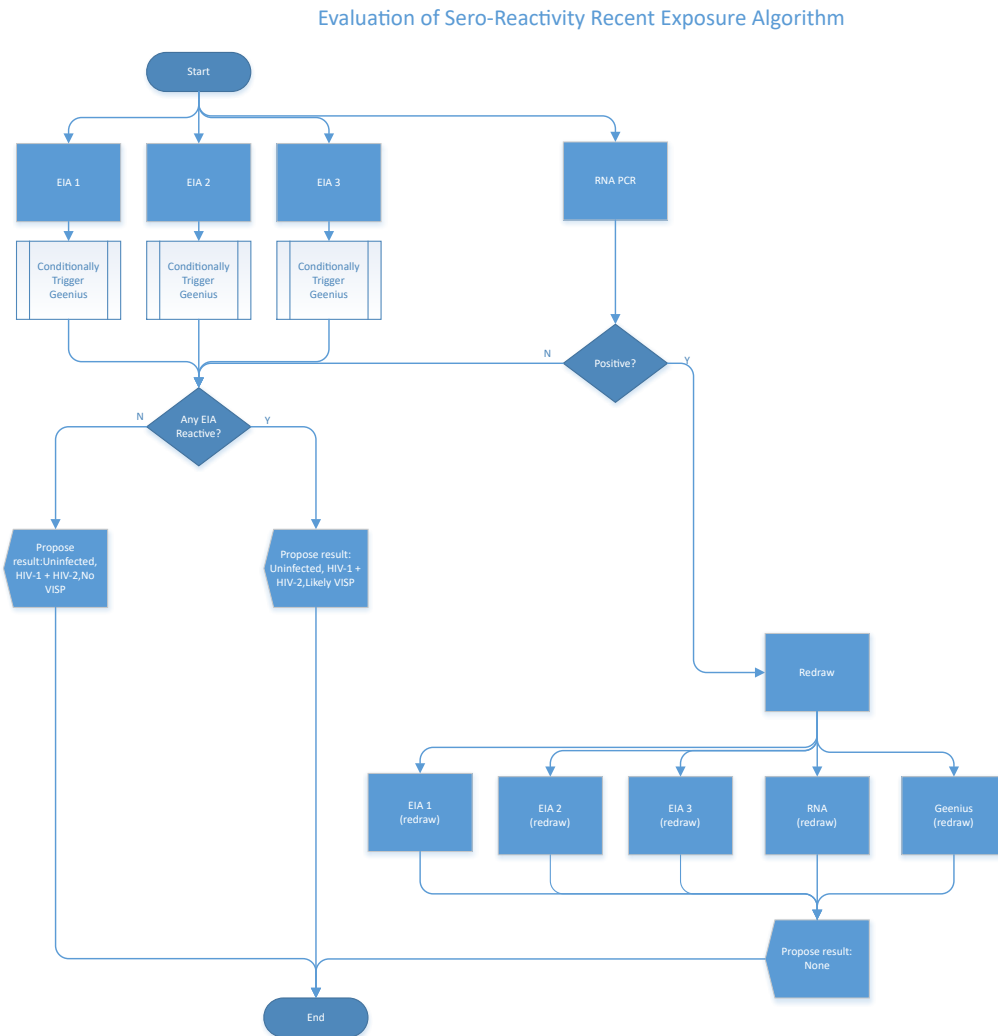 Evaluation of Sero-Reactivity Recent Exposure Algorithm
Start
EIA 1
EIA 2
EIA 3
RNA PCR
Conditionally
Trigger
Geenius
Conditionally
Trigger
Geenius
Conditionally
Trigger
Geenius
N
Positive?
Y
N
Any EIA
Reactive?
Y
Propose
result:Uninfected,
HIV-1 + HIV-2,No
VISP
Propose result:
Uninfected, HIV-1 +
HIV-2,Likely VISP
Redraw
EIA 1
(redraw)
EIA 2
(redraw)
EIA 3
(redraw)
RNA
(redraw)
Geenius
(redraw)
Propose result:
None
End